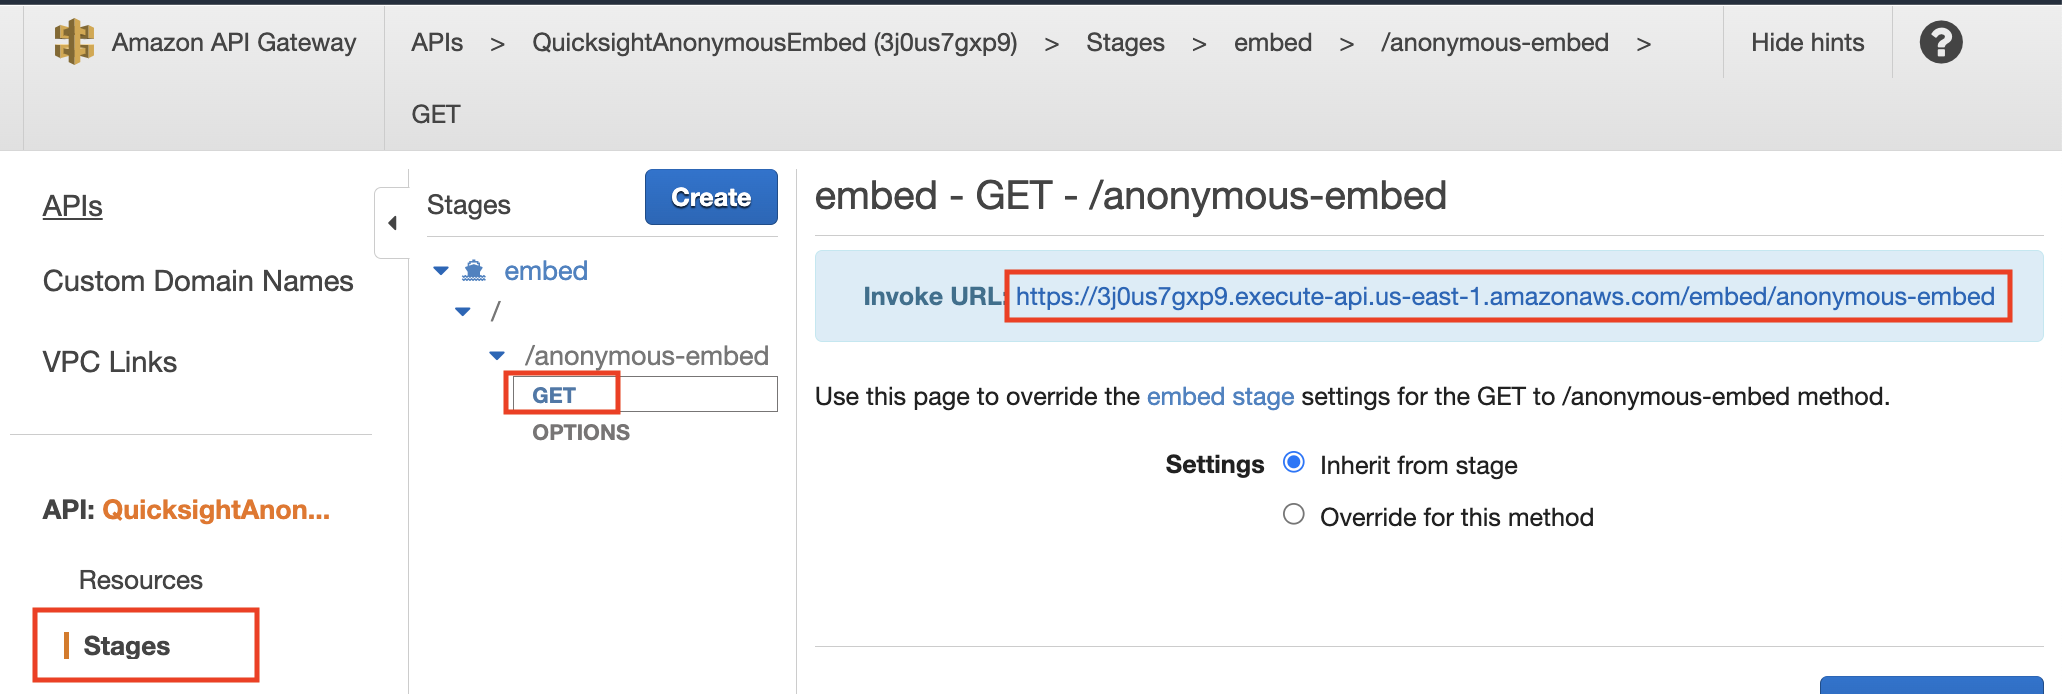 Amazon API Gateway
APIs > QuicksightAnonymousEmbed (3j0us7gxp9) > Stages > embed > /anonymous-embed >
GET
Hide hints
?
APIs
Custom Domain Names
VPC Links
API: QuicksightAnon...
Resources
Stages
Stages
Create
embed
/
/anonymous-embed
GET
OPTIONS
embed - GET - /anonymous-embed
Invoke URL: https://3j0us7gxp9.execute-api.us-east-1.amazonaws.com/embed/anonymous-embed
Use this page to override the embed stage settings for the GET to /anonymous-embed method.
Settings
Inherit from stage
Override for this method